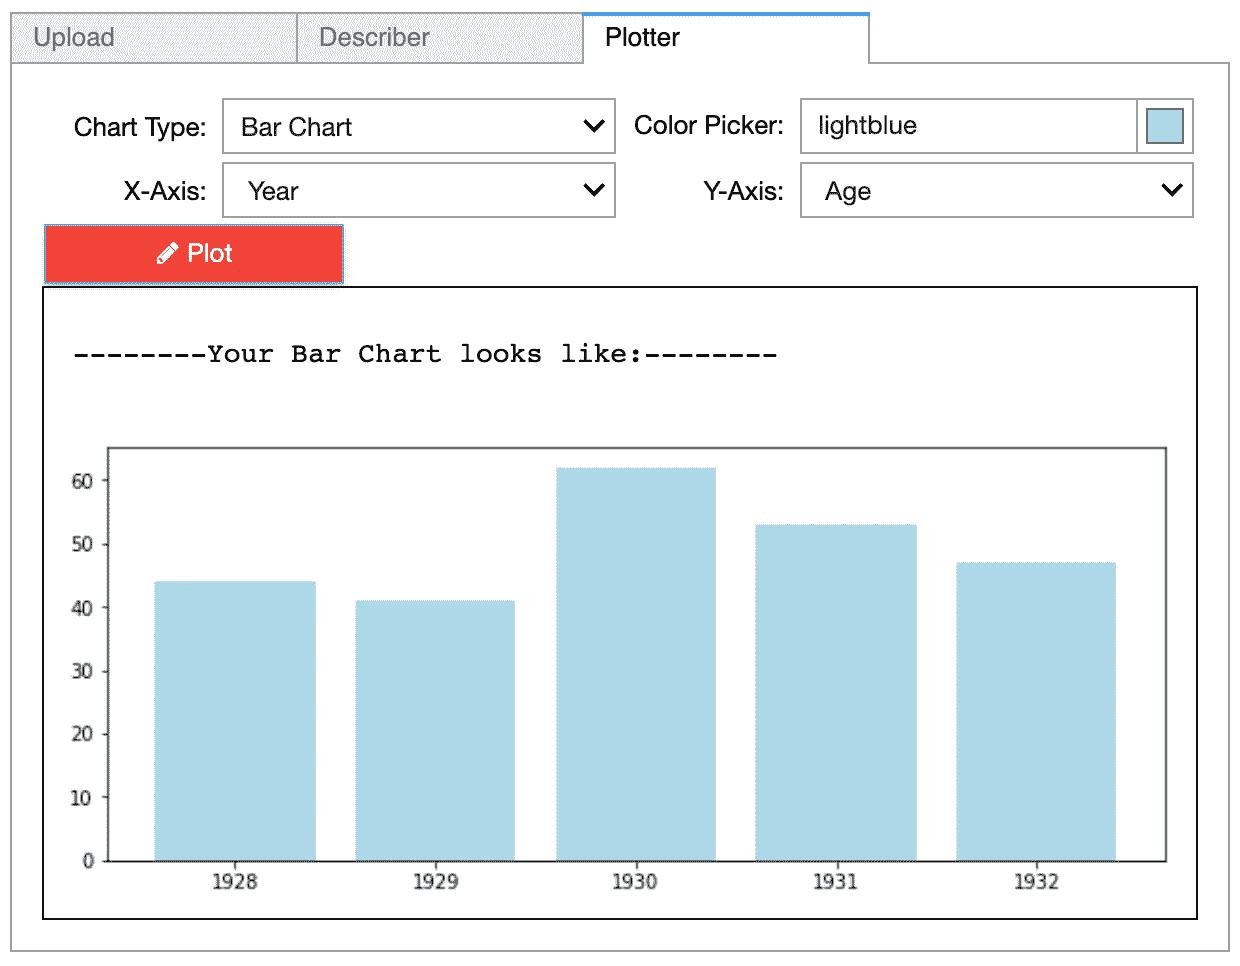 Upload Describer Plotter
Chart Type: Bar Chart Color Picker: lightblue
X-Axis: Year Y-Axis: Age
Plot
--------Your Bar Chart looks like:--------
60
50
40
30
20
10
0
1928 1929 1930 1931 1932